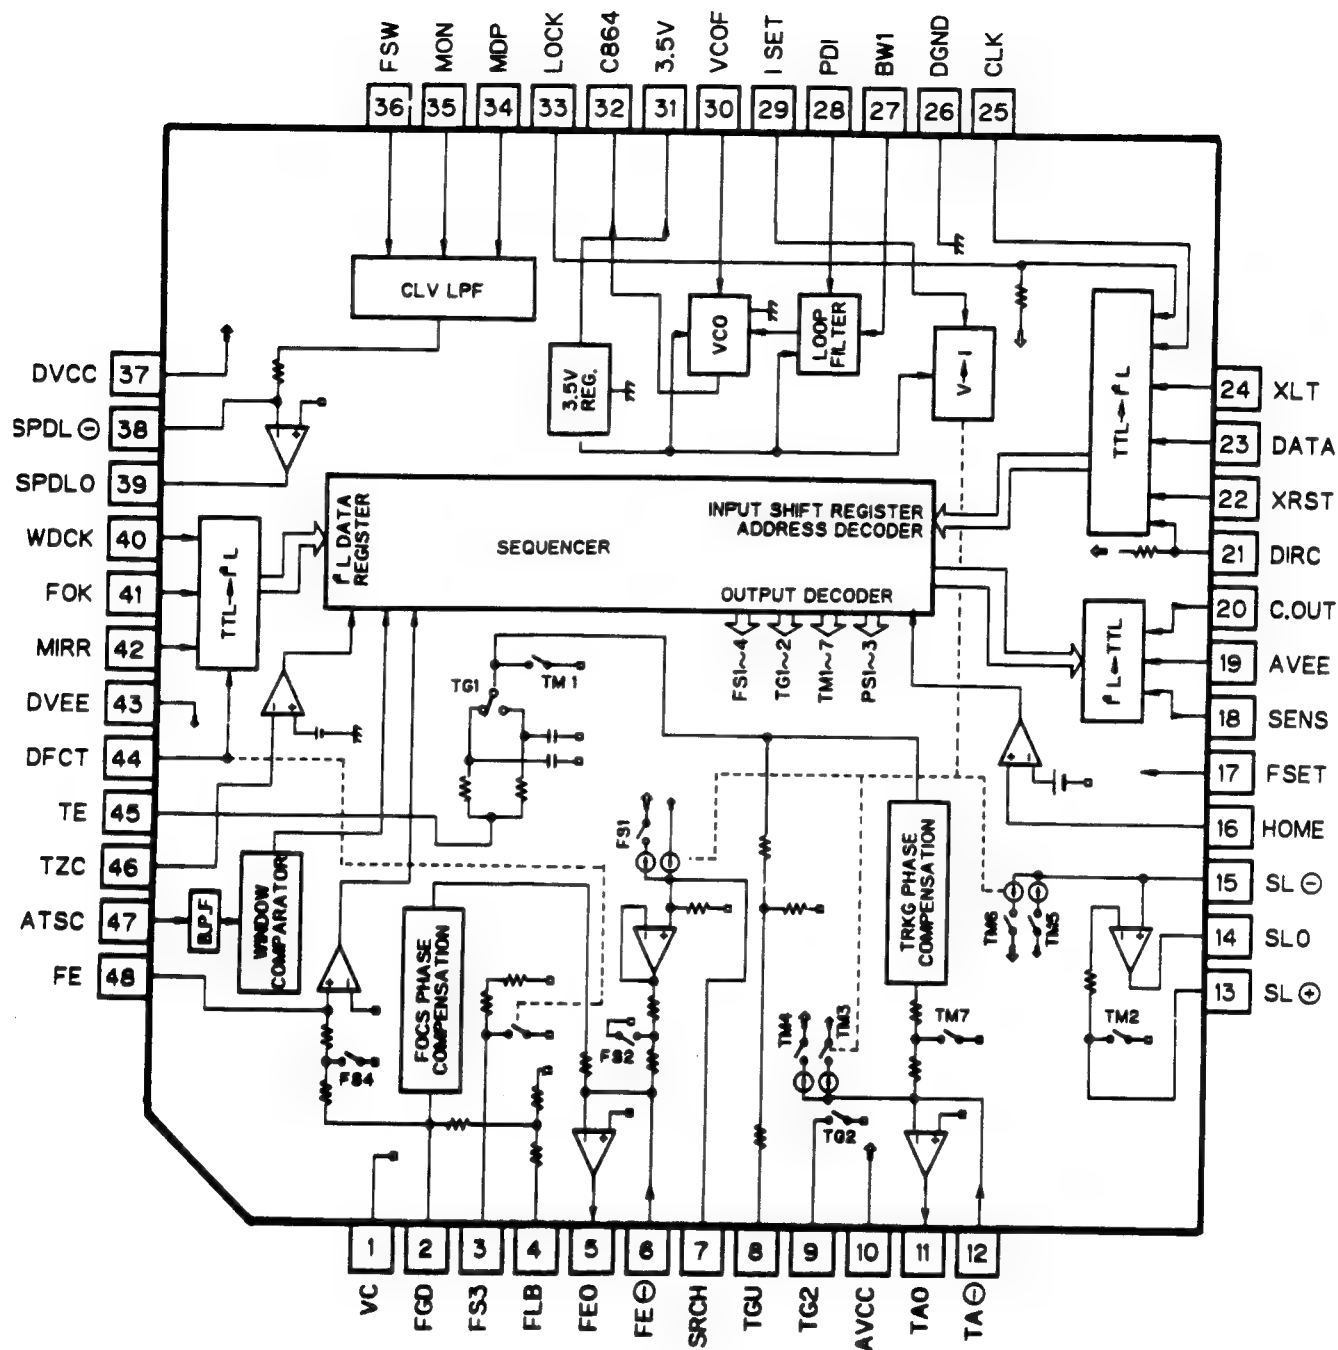 FSW
MON
MDP
LOCK
C864
3.5V
VCOF
I SET
PDI
BW1
DGND
CLK
36
35
34
33
32
31
30
29
28
27
26
25
CLV LPF
3.5V
REG.
VCO
LOOP
FILTER
V→I
TTL→I²L
DVCC 37
SPDL⊖ 38
SPDLO 39
WDCK 40
FOK 41
MIRR 42
DVEE 43
DFCT 44
TE 45
TZC 46
ATSC 47
FE 48
24 XLT
23 DATA
22 XRST
21 DIRC
20 C.OUT
19 AVEE
18 SENS
17 FSET
16 HOME
15 SL⊖
14 SLO
13 SL⊕
TTL→I²L
I²L DATA
REGISTER
SEQUENCER
INPUT SHIFT REGISTER
ADDRESS DECODER
OUTPUT DECODER
I²L→TTL
FS1~4
TG1~2
TM1~7
PS1~3
TG1
TM1
FS1
B.P.F
WINDOW
COMPARATOR
FOCS PHASE
COMPENSATION
TRKG PHASE
COMPENSATION
TM6
TM5
FS4
FS2
TM4
TM3
TM7
TM2
TG2
1
2
3
4
5
6
7
8
9
10
11
12
VC
FGD
FS3
FLB
FEO
FE⊖
SRCH
TGU
TG2
AVCC
TAO
TA⊖